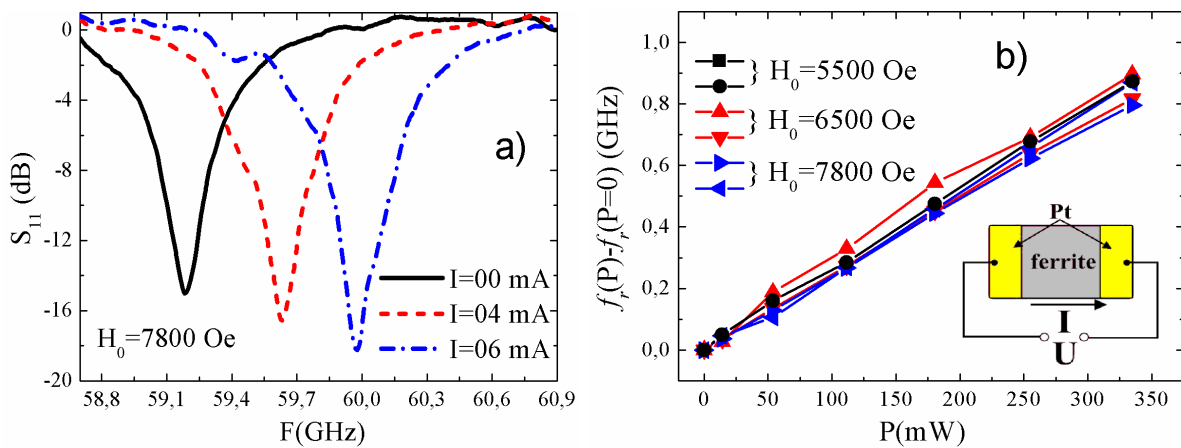 0
-4
-8
-12
-16
-20
S11 (dB)
a)
I=00 mA
I=04 mA
I=06 mA
H0=7800 Oe
58,8 59,1 59,4 59,7 60,0 60,3 60,6 60,9
F(GHz)
1,0
0,8
0,6
0,4
0,2
0,0
fr(P)-fr(P=0) (GHz)
b)
} H0=5500 Oe
} H0=6500 Oe
} H0=7800 Oe
Pt
ferrite
I
U
0 50 100 150 200 250 300 350
P(mW)